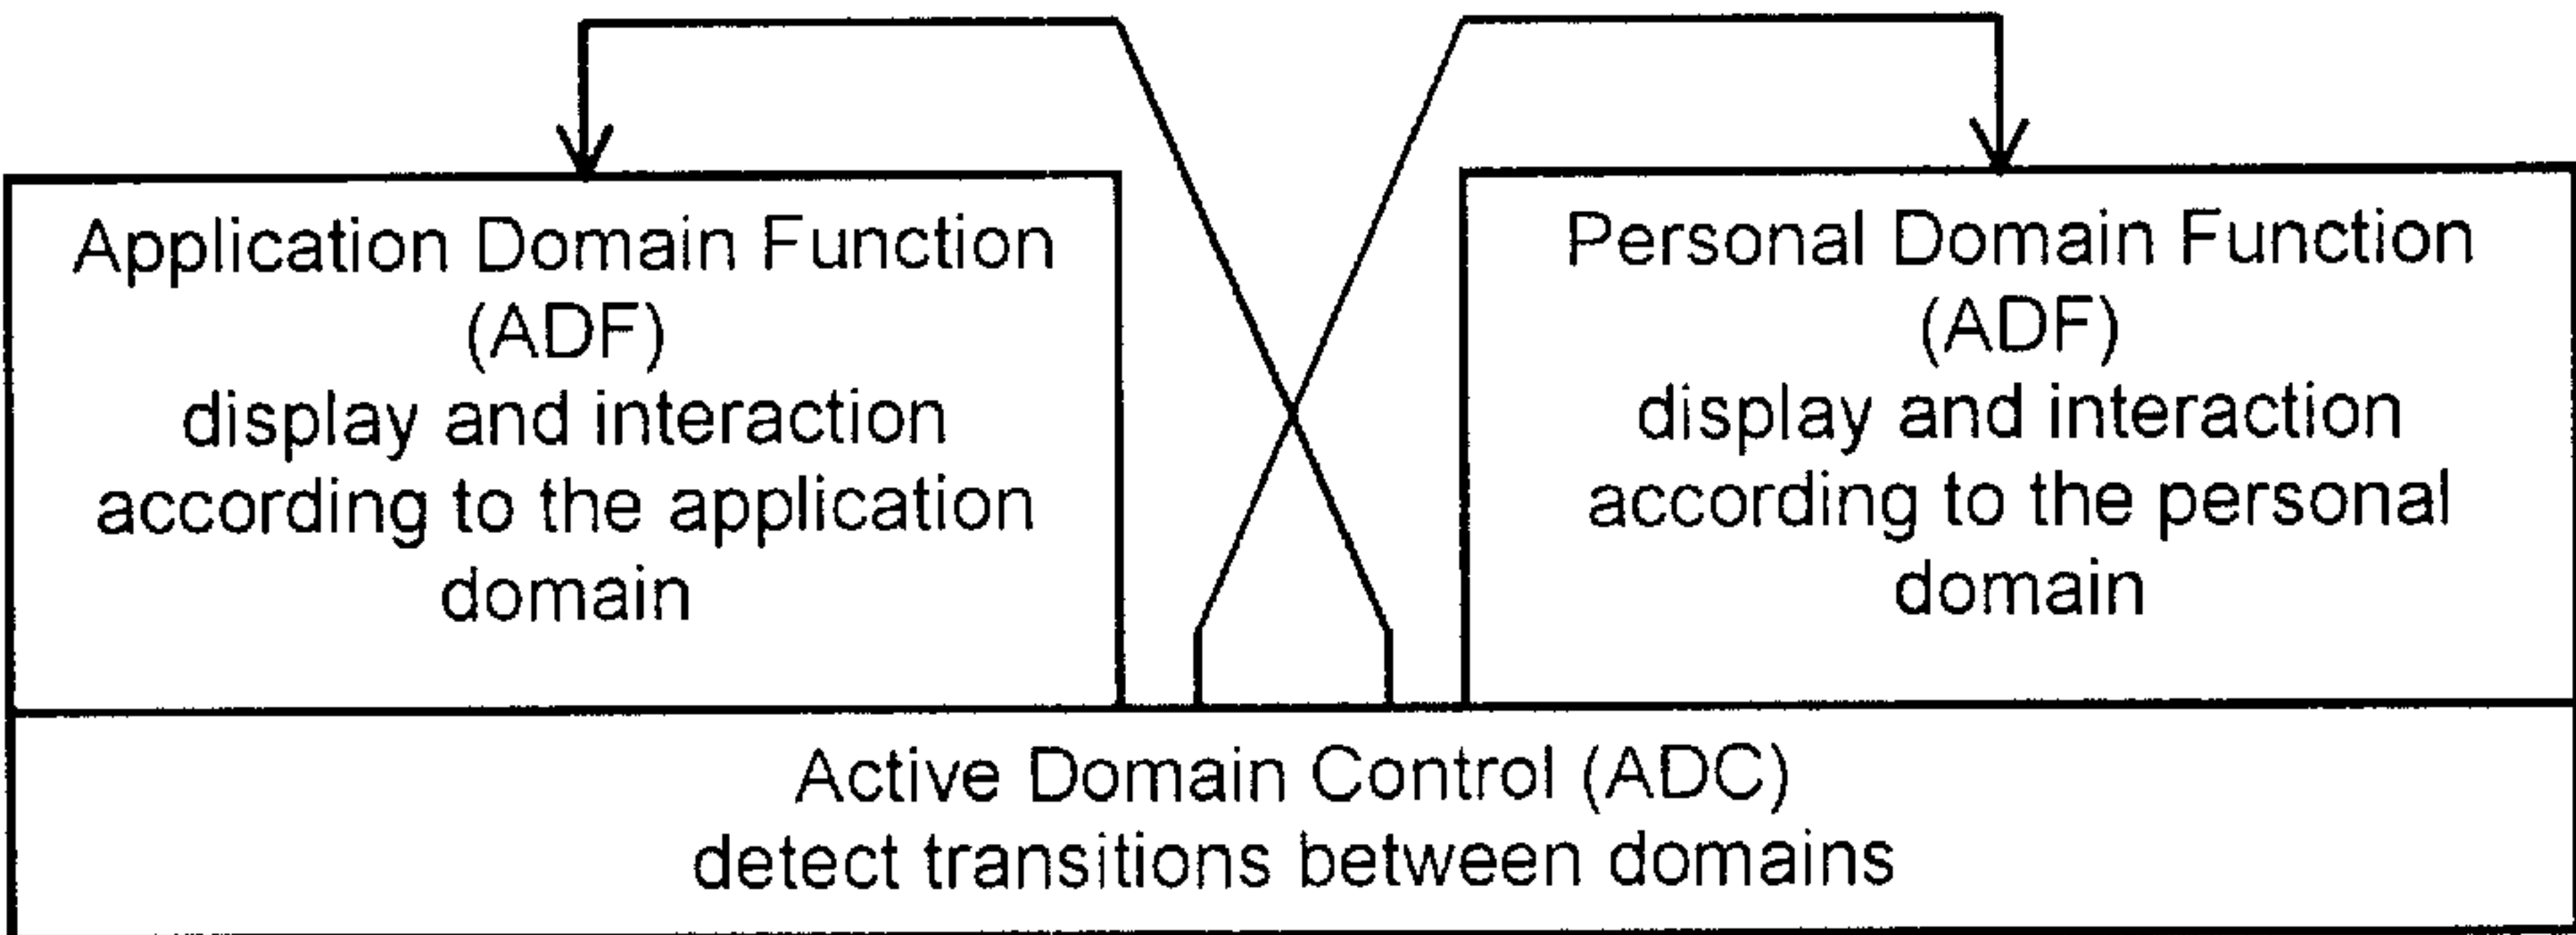 Application Domain Function
(ADF)
display and interaction
according to the application
domain
Personal Domain Function
(ADF)
display and interaction
according to the personal
domain
Active Domain Control (ADC)
detect transitions between domains